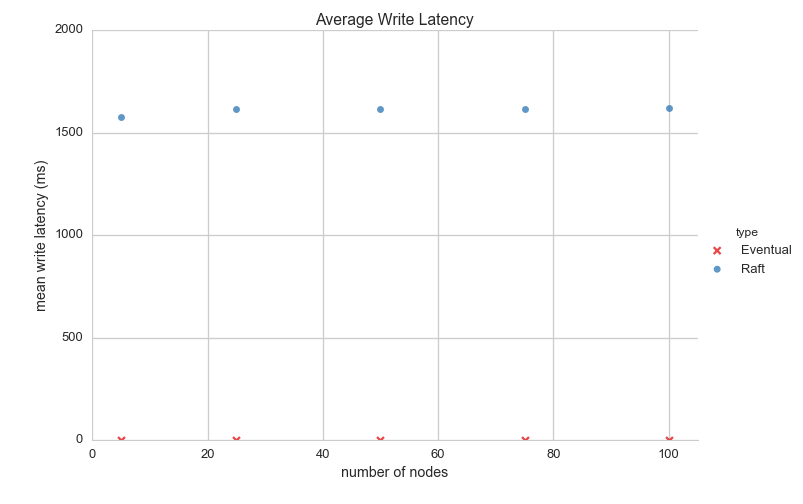 Average Write Latency
2000
1500
1000
500
0
mean write latency (ms)
0 20 40 60 80 100
number of nodes
type
Eventual
Raft